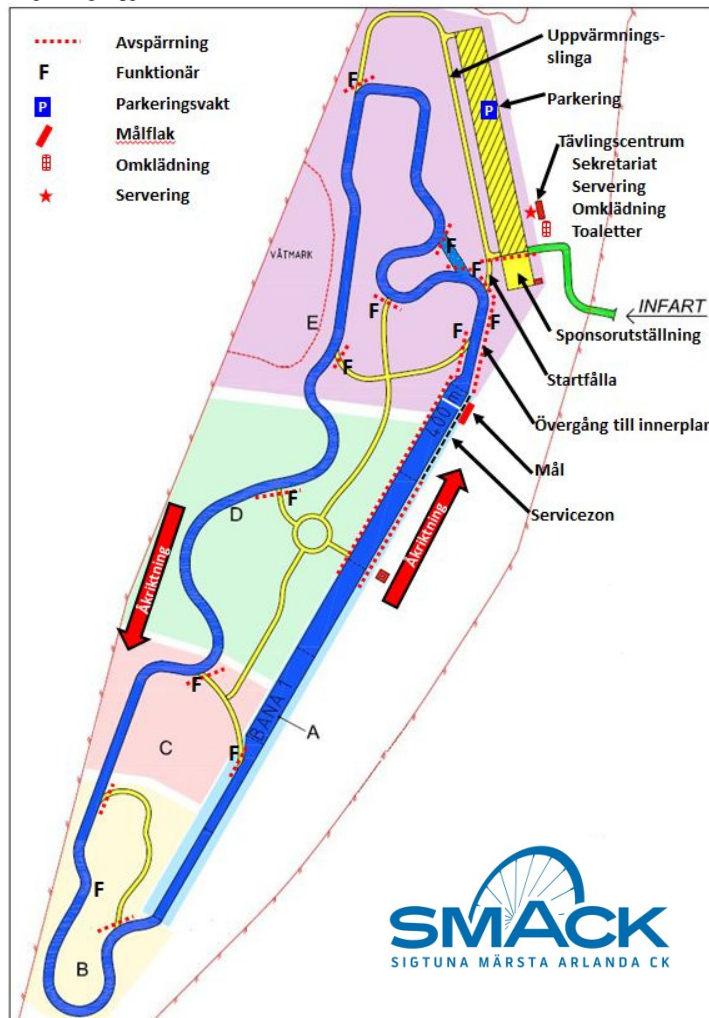 Avspärrning
F Funktionär
P Parkeringsvakt
Målflak
Omklädning
Servering
Uppvärmnings-
slinga
Parkering
P
Tävlingscentrum
Sekretariat
Servering
Omklädning
Toaletter
INFART
Sponsorutställning
Startfålla
Övergång till innerplan
Mål
Servicezon
F
F
F
F
F
F
F
F
F
F
VÅTMARK
E
400 m
D
Åkriktning
Åkriktning
BANA
A
C
B
SMACK
SIGTUNA MÄRSTA ARLANDA CK